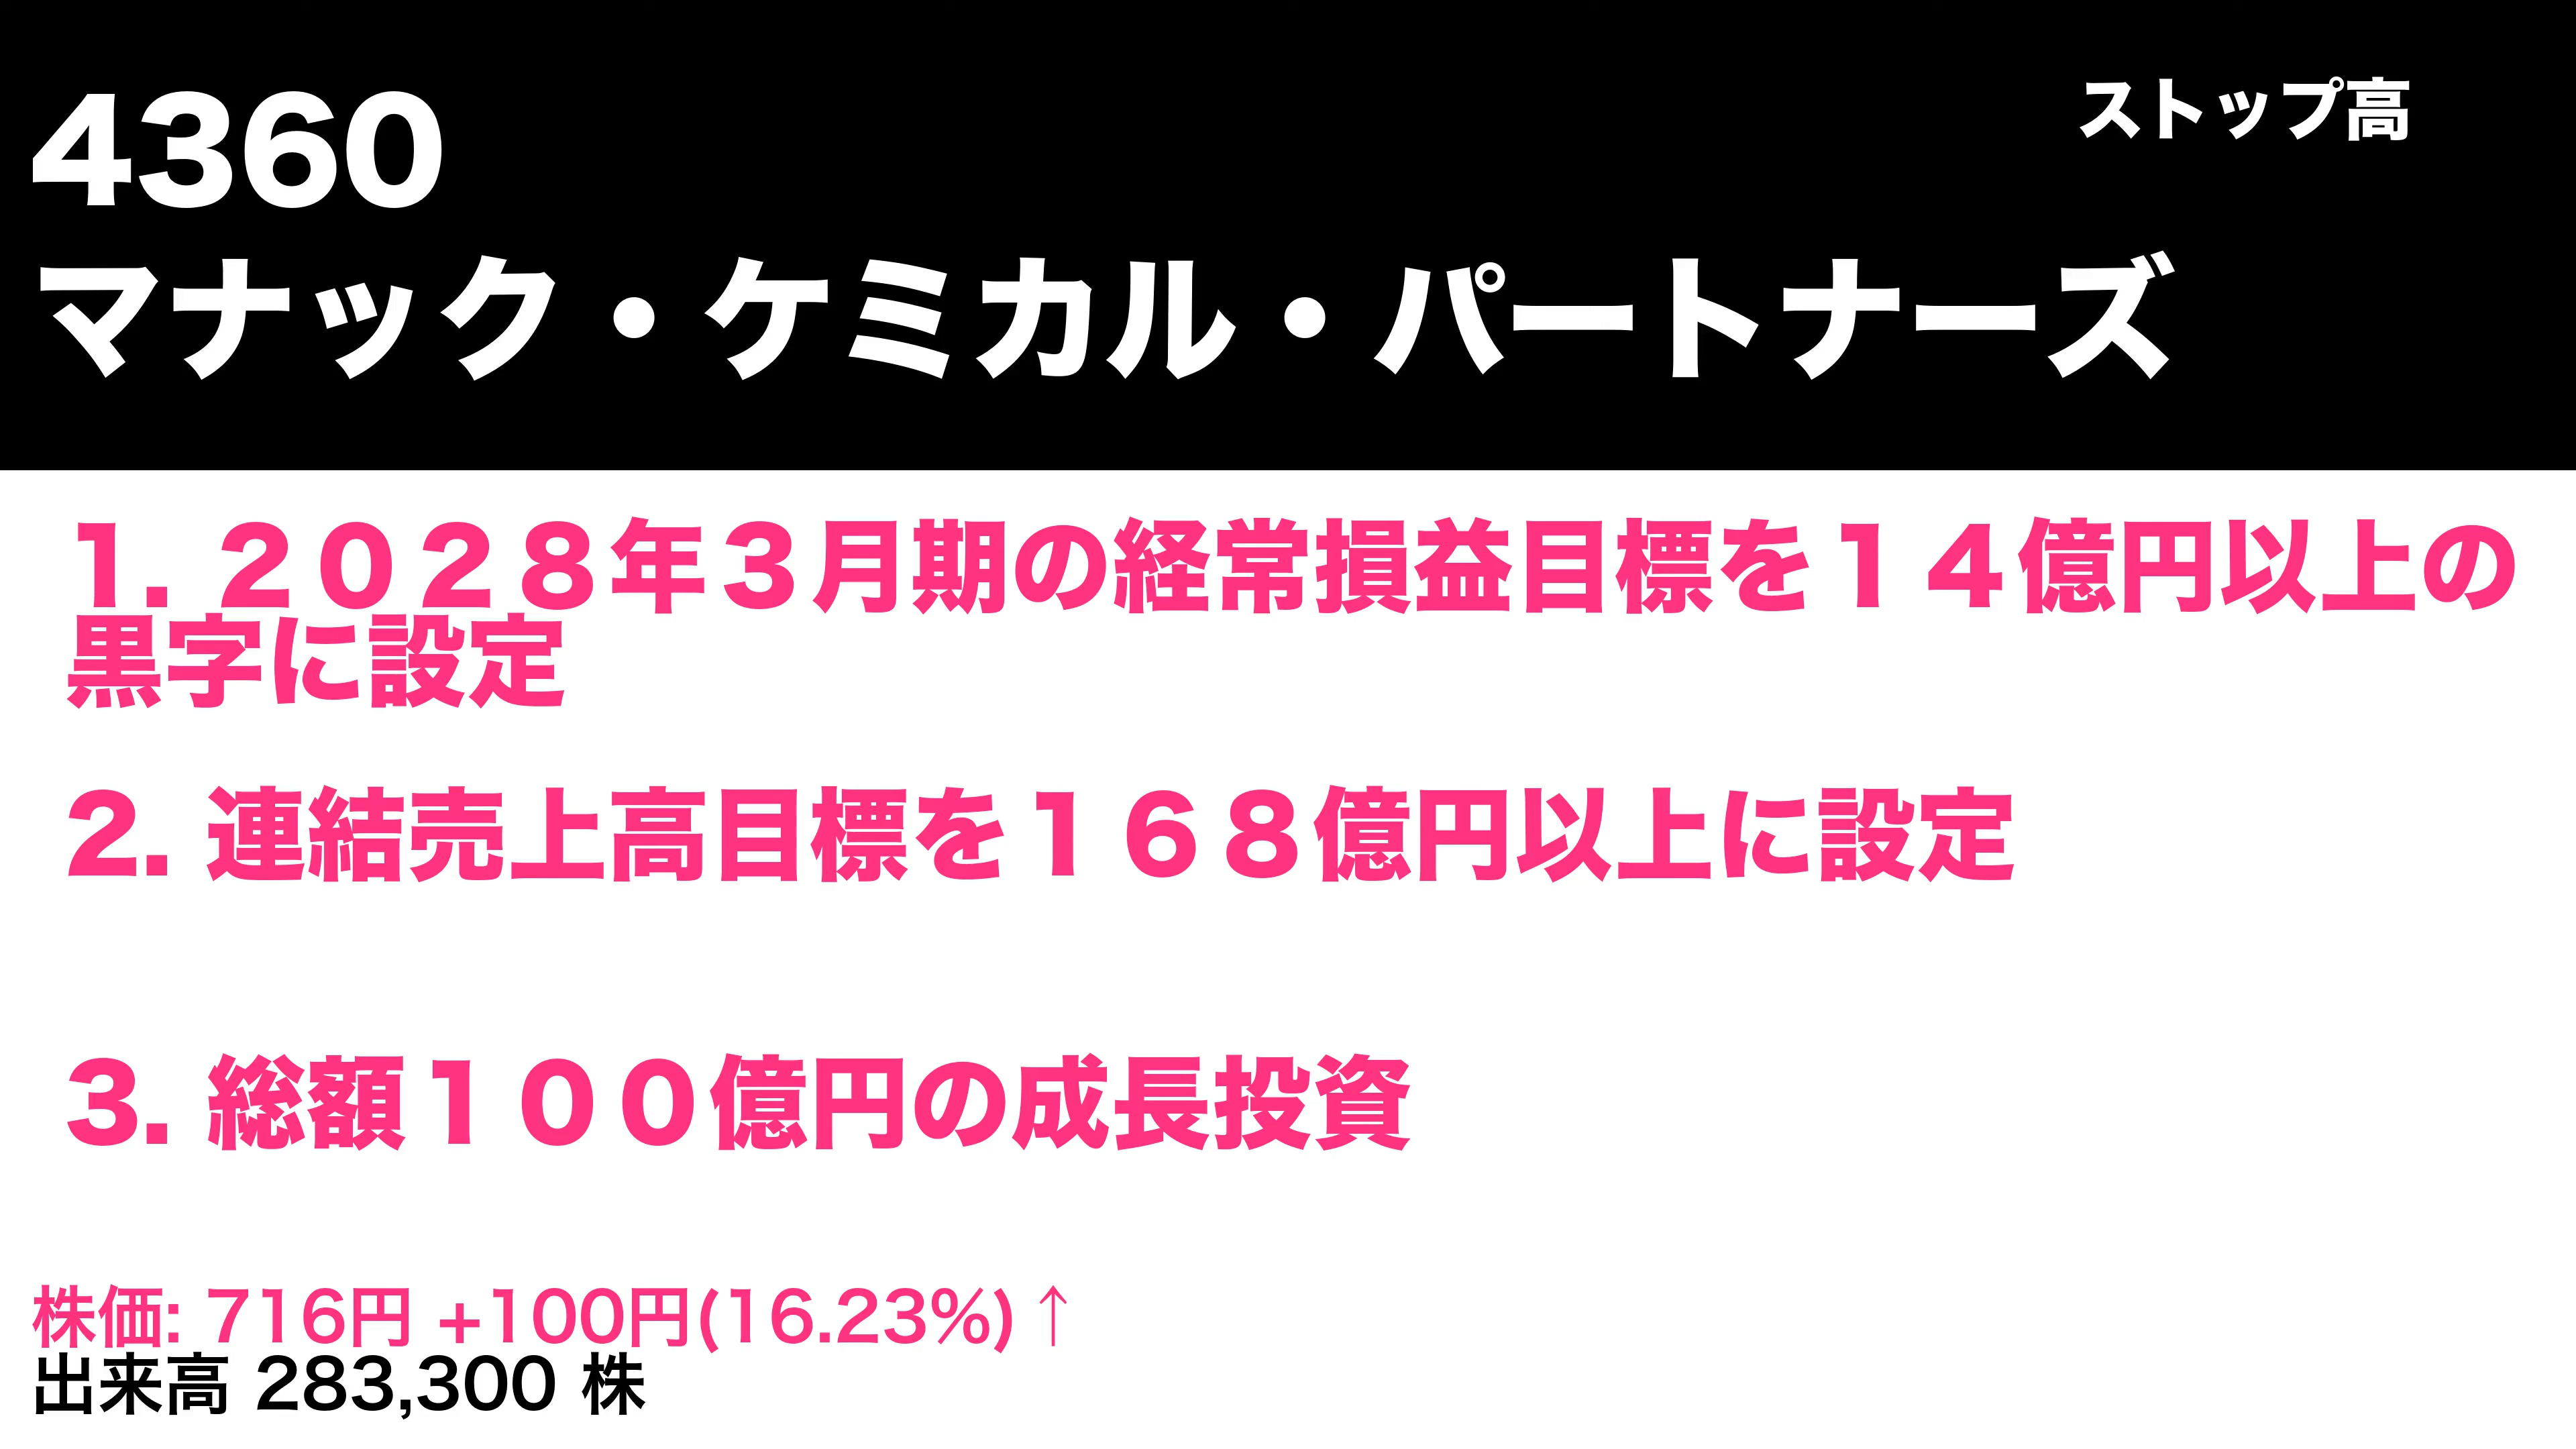 ストップ高
4360
マナック・ケミカル・パートナーズ
1. ２０２８年３月期の経常損益目標を１４億円以上の
黒字に設定
2. 連結売上高目標を１６８億円以上に設定
3. 総額１００億円の成長投資
株価: 716円 +100円(16.23%)↑
出来高 283,300 株